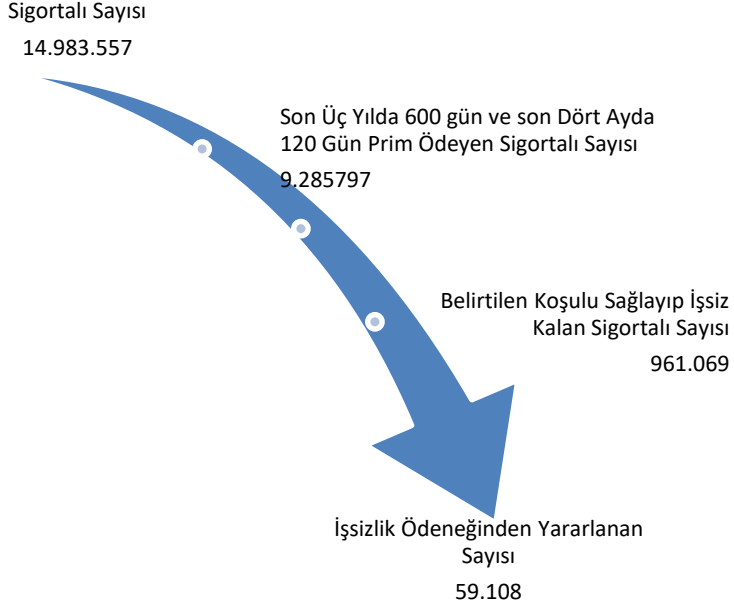 Sigortalı Sayısı
14.983.557
Son Üç Yılda 600 gün ve son Dört Ayda
120 Gün Prim Ödeyen Sigortalı Sayısı
9.285797
Belirtilen Koşulu Sağlayıp İşsiz
Kalan Sigortalı Sayısı
961.069
İşsizlik Ödeneğinden Yararlanan
Sayısı
59.108